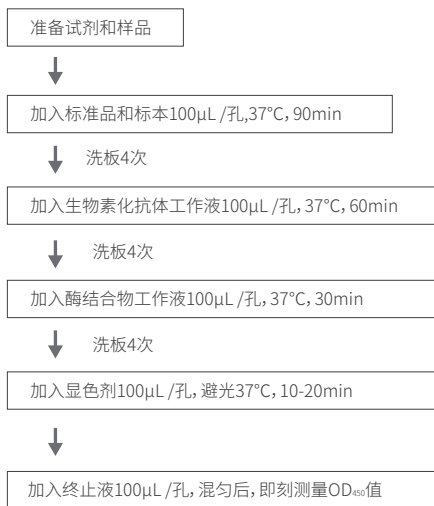 准备试剂和样品
加入标准品和标本100μL /孔,37°C，90min
洗板4次
加入生物素化抗体工作液100μL /孔，37°C，60min
洗板4次
加入酶结合物工作液100μL /孔，37°C，30min
洗板4次
加入显色剂100μL /孔，避光37°C，10-20min
加入终止液100μL /孔，混匀后，即刻测量OD₄₅₀值